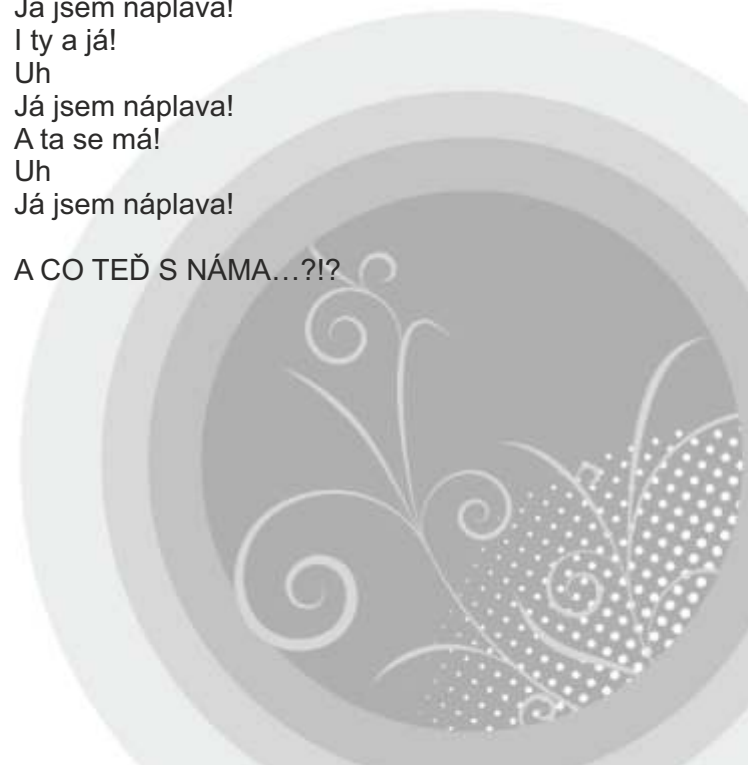 Já jsem náplava!
I ty a já!
Uh
Já jsem náplava!
A ta se má!
Uh
Já jsem náplava!
A CO TEĎ S NÁMA…?!?